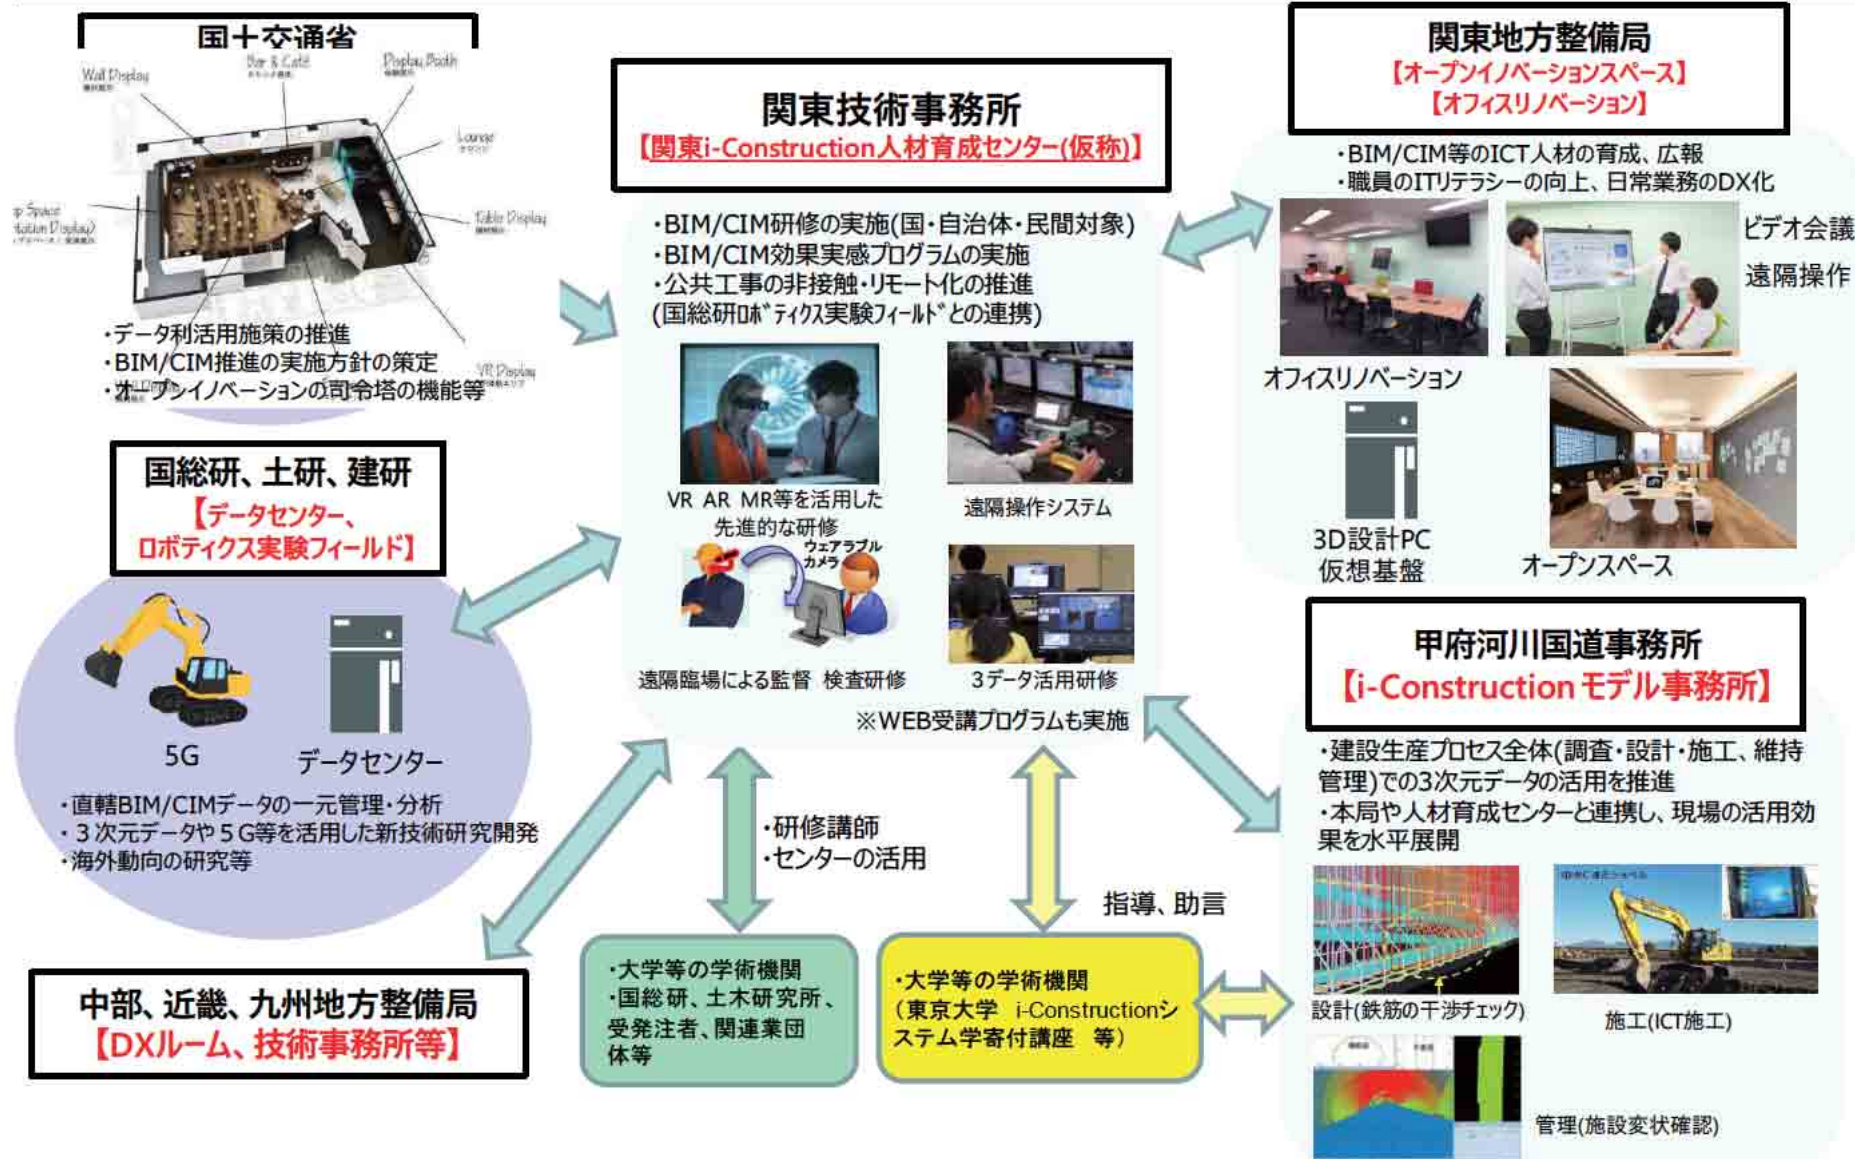 国土交通省
Wall Display
Bar & Café
Display Booth
Lounge
Table Display
VR Display
・データ利活用施策の推進
・BIM/CIM推進の実施方針の策定
・オープンイノベーションの司令塔の機能等
国総研、土研、建研
【データセンター、
ロボティクス実験フィールド】
5G
データセンター
・直轄BIM/CIMデータの一元管理・分析
・３次元データや５G等を活用した新技術研究開発
・海外動向の研究等
中部、近畿、九州地方整備局
【DXルーム、技術事務所等】
関東技術事務所
【関東i-Construction人材育成センター(仮称)】
・BIM/CIM研修の実施(国・自治体・民間対象)
・BIM/CIM効果実感プログラムの実施
・公共工事の非接触・リモート化の推進
(国総研ﾛﾎﾞﾃｨｸｽ実験ﾌｨｰﾙﾄﾞとの連携)
VR AR MR等を活用した
先進的な研修
遠隔操作システム
ウェアラブル
カメラ
遠隔臨場による監督 検査研修
3データ活用研修
※WEB受講プログラムも実施
・研修講師
・センターの活用
指導、助言
・大学等の学術機関
・国総研、土木研究所、
受発注者、関連業団
体等
・大学等の学術機関
（東京大学 i-Constructionシ
ステム学寄付講座 等）
関東地方整備局
【オープンイノベーションスペース】
【オフィスリノベーション】
・BIM/CIM等のICT人材の育成、広報
・職員のITリテラシーの向上、日常業務のDX化
ビデオ会議
遠隔操作
オフィスリノベーション
3D設計PC
仮想基盤
オープンスペース
甲府河川国道事務所
【i-Constructionモデル事務所】
・建設生産プロセス全体(調査・設計・施工、維持
管理)での3次元データの活用を推進
・本局や人材育成センターと連携し、現場の活用効
果を水平展開
設計(鉄筋の干渉チェック)
施工(ICT施工)
管理(施設変状確認)